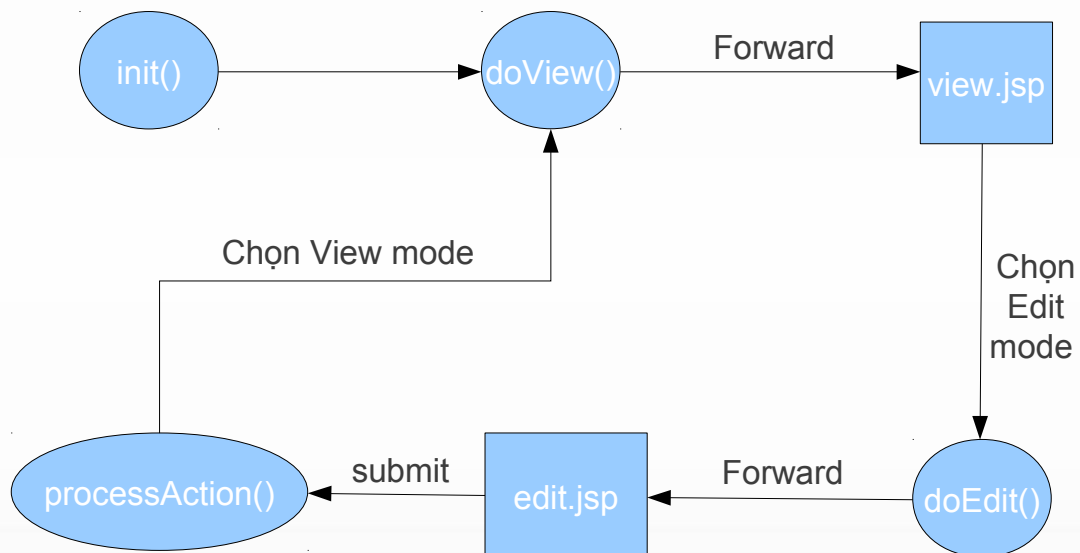 Forward
init()
doView()
view.jsp
Chọn View mode
Chọn
Edit
mode
submit
Forward
processAction()
edit.jsp
doEdit()